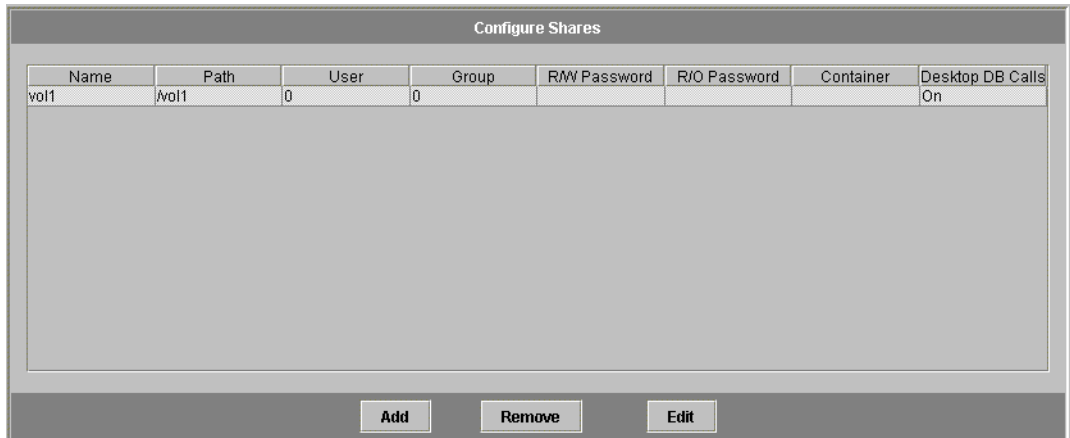 Configure Shares
Name Path User Group R/W Password R/O Password Container Desktop DB Calls
vol1 /vol1 0 0 On
Add Remove Edit